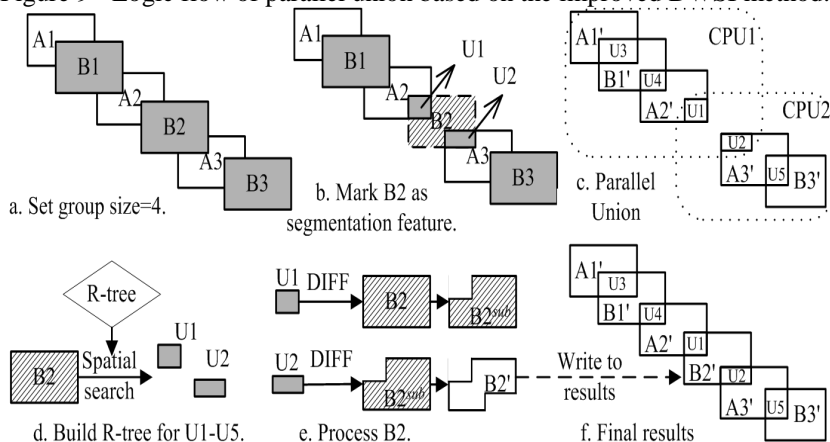 Figure 9 Logic flow of parallel union based on the improved DWSI method.
A1
B1
A2
B2
A3
B3
a. Set group size=4.
A1
B1
U1
A2
U2
B2
A3
B3
b. Mark B2 as
segmentation feature.
A1'
CPU1
U3
B1'
U4
A2'
U1
CPU2
U2
A3'
U5
B3'
c. Parallel
Union
R-tree
B2
Spatial
search
U1
U2
d. Build R-tree for U1-U5.
U1
DIFF
B2
B2sub
U2
DIFF
B2sub
B2'
e. Process B2.
Write to
results
A1'
U3
B1'
U4
A2'
U1
B2'
U2
A3'
U5
B3'
f. Final results